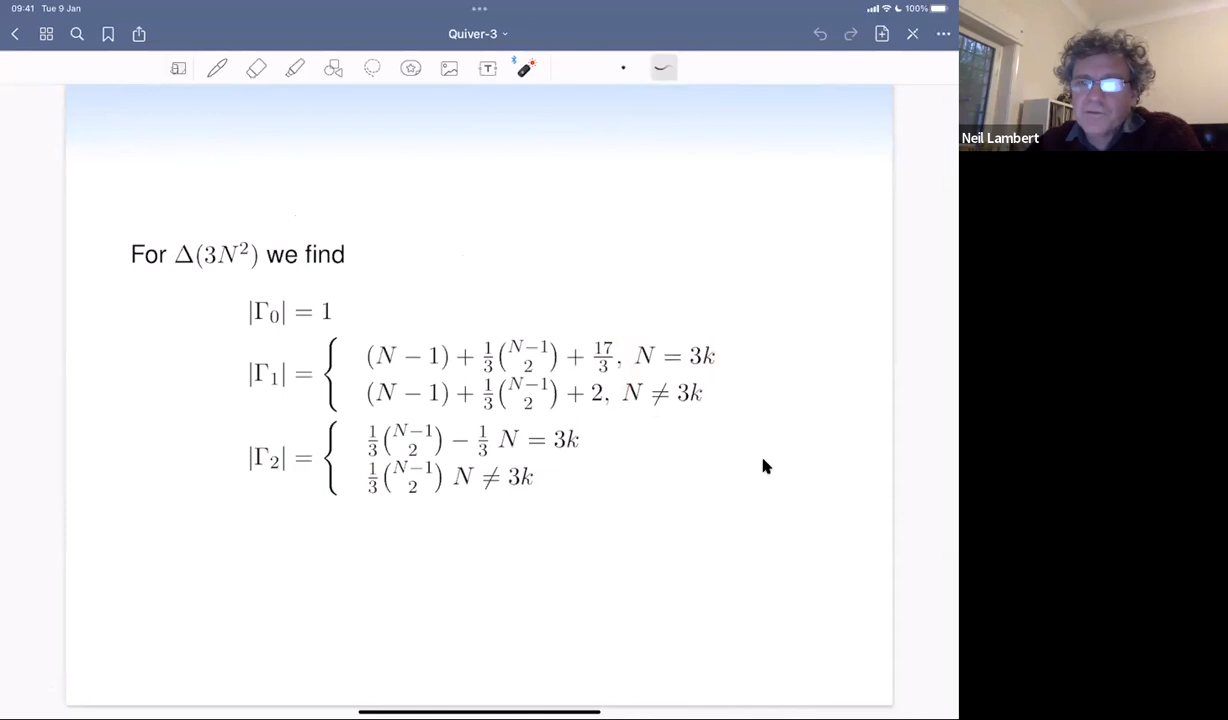 09:41 Tue 9 Jan
100%
Quiver-3
Neil Lambert
For Δ(3N²) we find
|Γ₀| = 1
|Γ₁| = { (N − 1) + 1/3 (N−1 choose 2) + 17/3, N = 3k
(N − 1) + 1/3 (N−1 choose 2) + 2, N ≠ 3k
|Γ₂| = { 1/3 (N−1 choose 2) − 1/3 N = 3k
1/3 (N−1 choose 2) N ≠ 3k